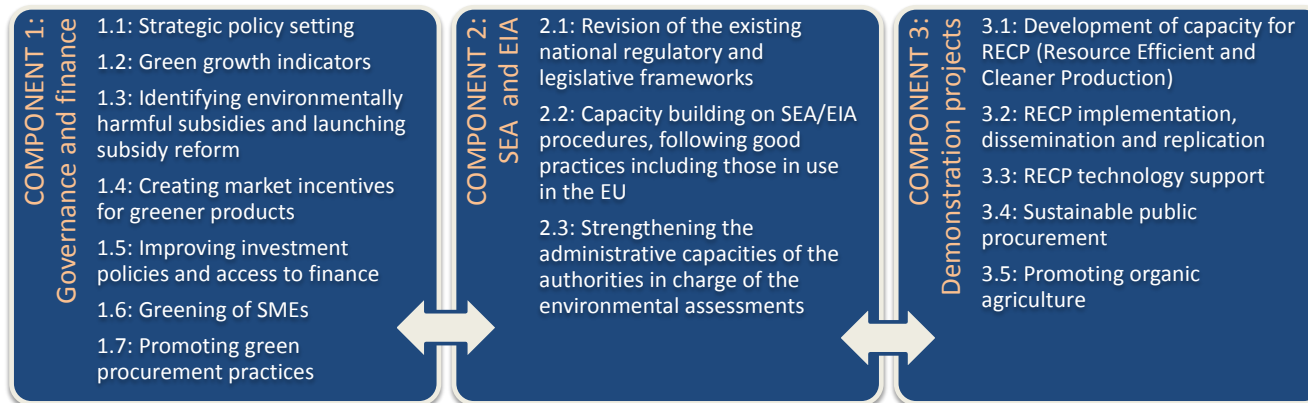 COMPONENT 1:
Governance and finance
1.1: Strategic policy setting
1.2: Green growth indicators
1.3: Identifying environmentally
harmful subsidies and launching
subsidy reform
1.4: Creating market incentives
for greener products
1.5: Improving investment
policies and access to finance
1.6: Greening of SMEs
1.7: Promoting green
procurement practices
COMPONENT 2:
SEA and EIA
2.1: Revision of the existing
national regulatory and
legislative frameworks
2.2: Capacity building on SEA/EIA
procedures, following good
practices including those in use
in the EU
2.3: Strengthening the
administrative capacities of the
authorities in charge of the
environmental assessments
COMPONENT 3:
Demonstration projects
3.1: Development of capacity for
RECP (Resource Efficient and
Cleaner Production)
3.2: RECP implementation,
dissemination and replication
3.3: RECP technology support
3.4: Sustainable public
procurement
3.5: Promoting organic
agriculture